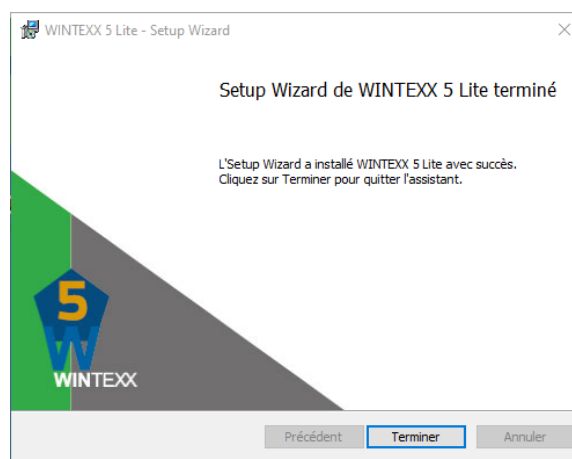 WINTEXX 5 Lite - Setup Wizard
Setup Wizard de WINTEXX 5 Lite terminé
L'Setup Wizard a installé WINTEXX 5 Lite avec succès.
Cliquez sur Terminer pour quitter l'assistant.
5
W
WINTEXX
Précédent
Terminer
Annuler